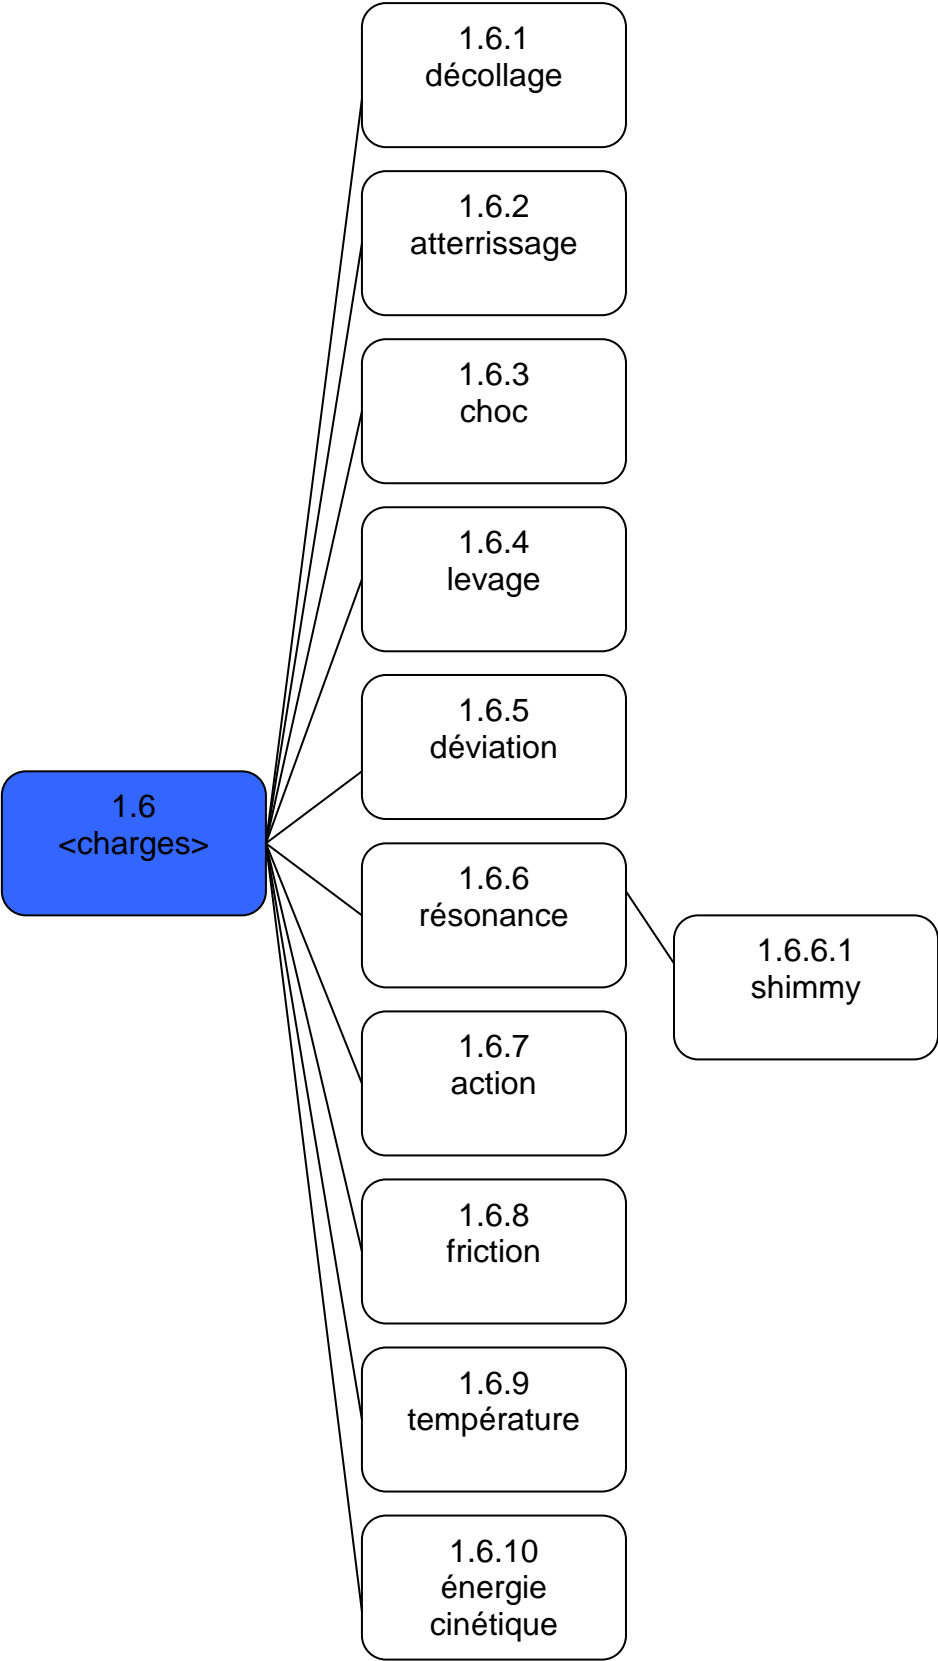 1.6.1
décollage
1.6.2
atterrissage
1.6.3
choc
1.6.4
levage
1.6.5
déviation
1.6
<charges>
1.6.6
résonance
1.6.6.1
shimmy
1.6.7
action
1.6.8
friction
1.6.9
température
1.6.10
énergie
cinétique